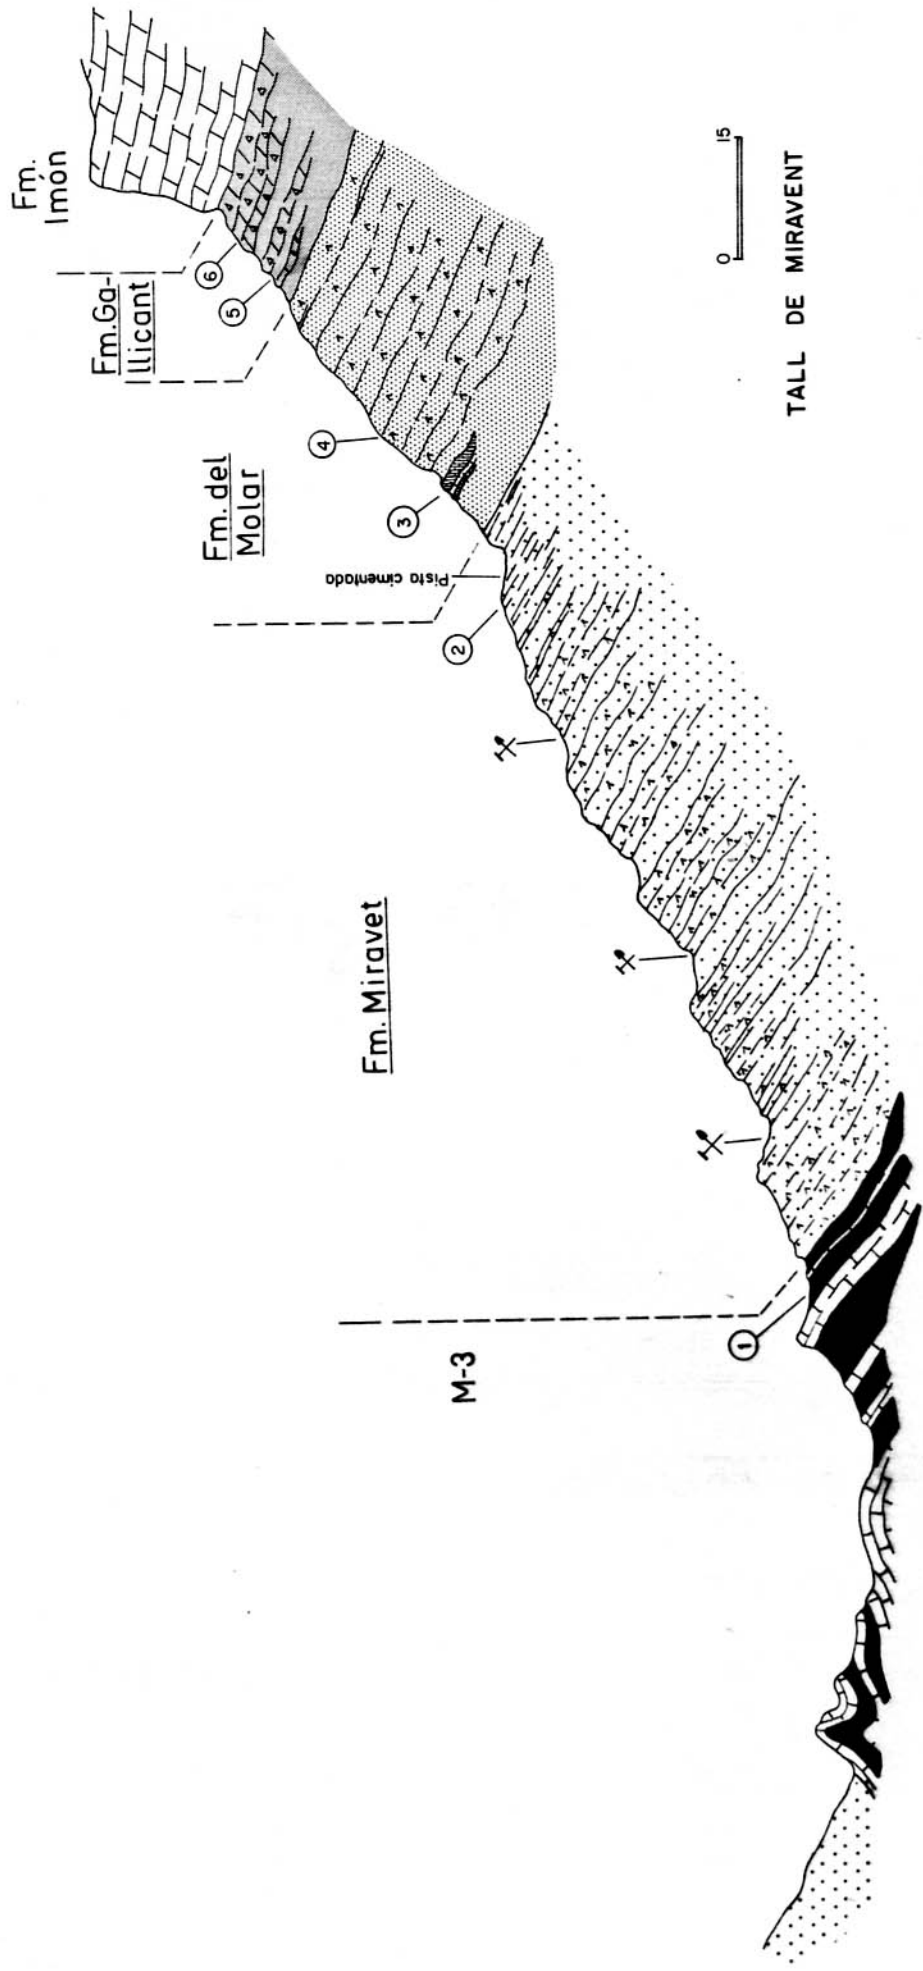 Fm.
Imón
Fm. Ga-
llicant
Fm. del
Molar
Fm. Miravet
M-3
6
5
4
3
Pista cimentada
2
1
0 15
TALL DE MIRAVENT